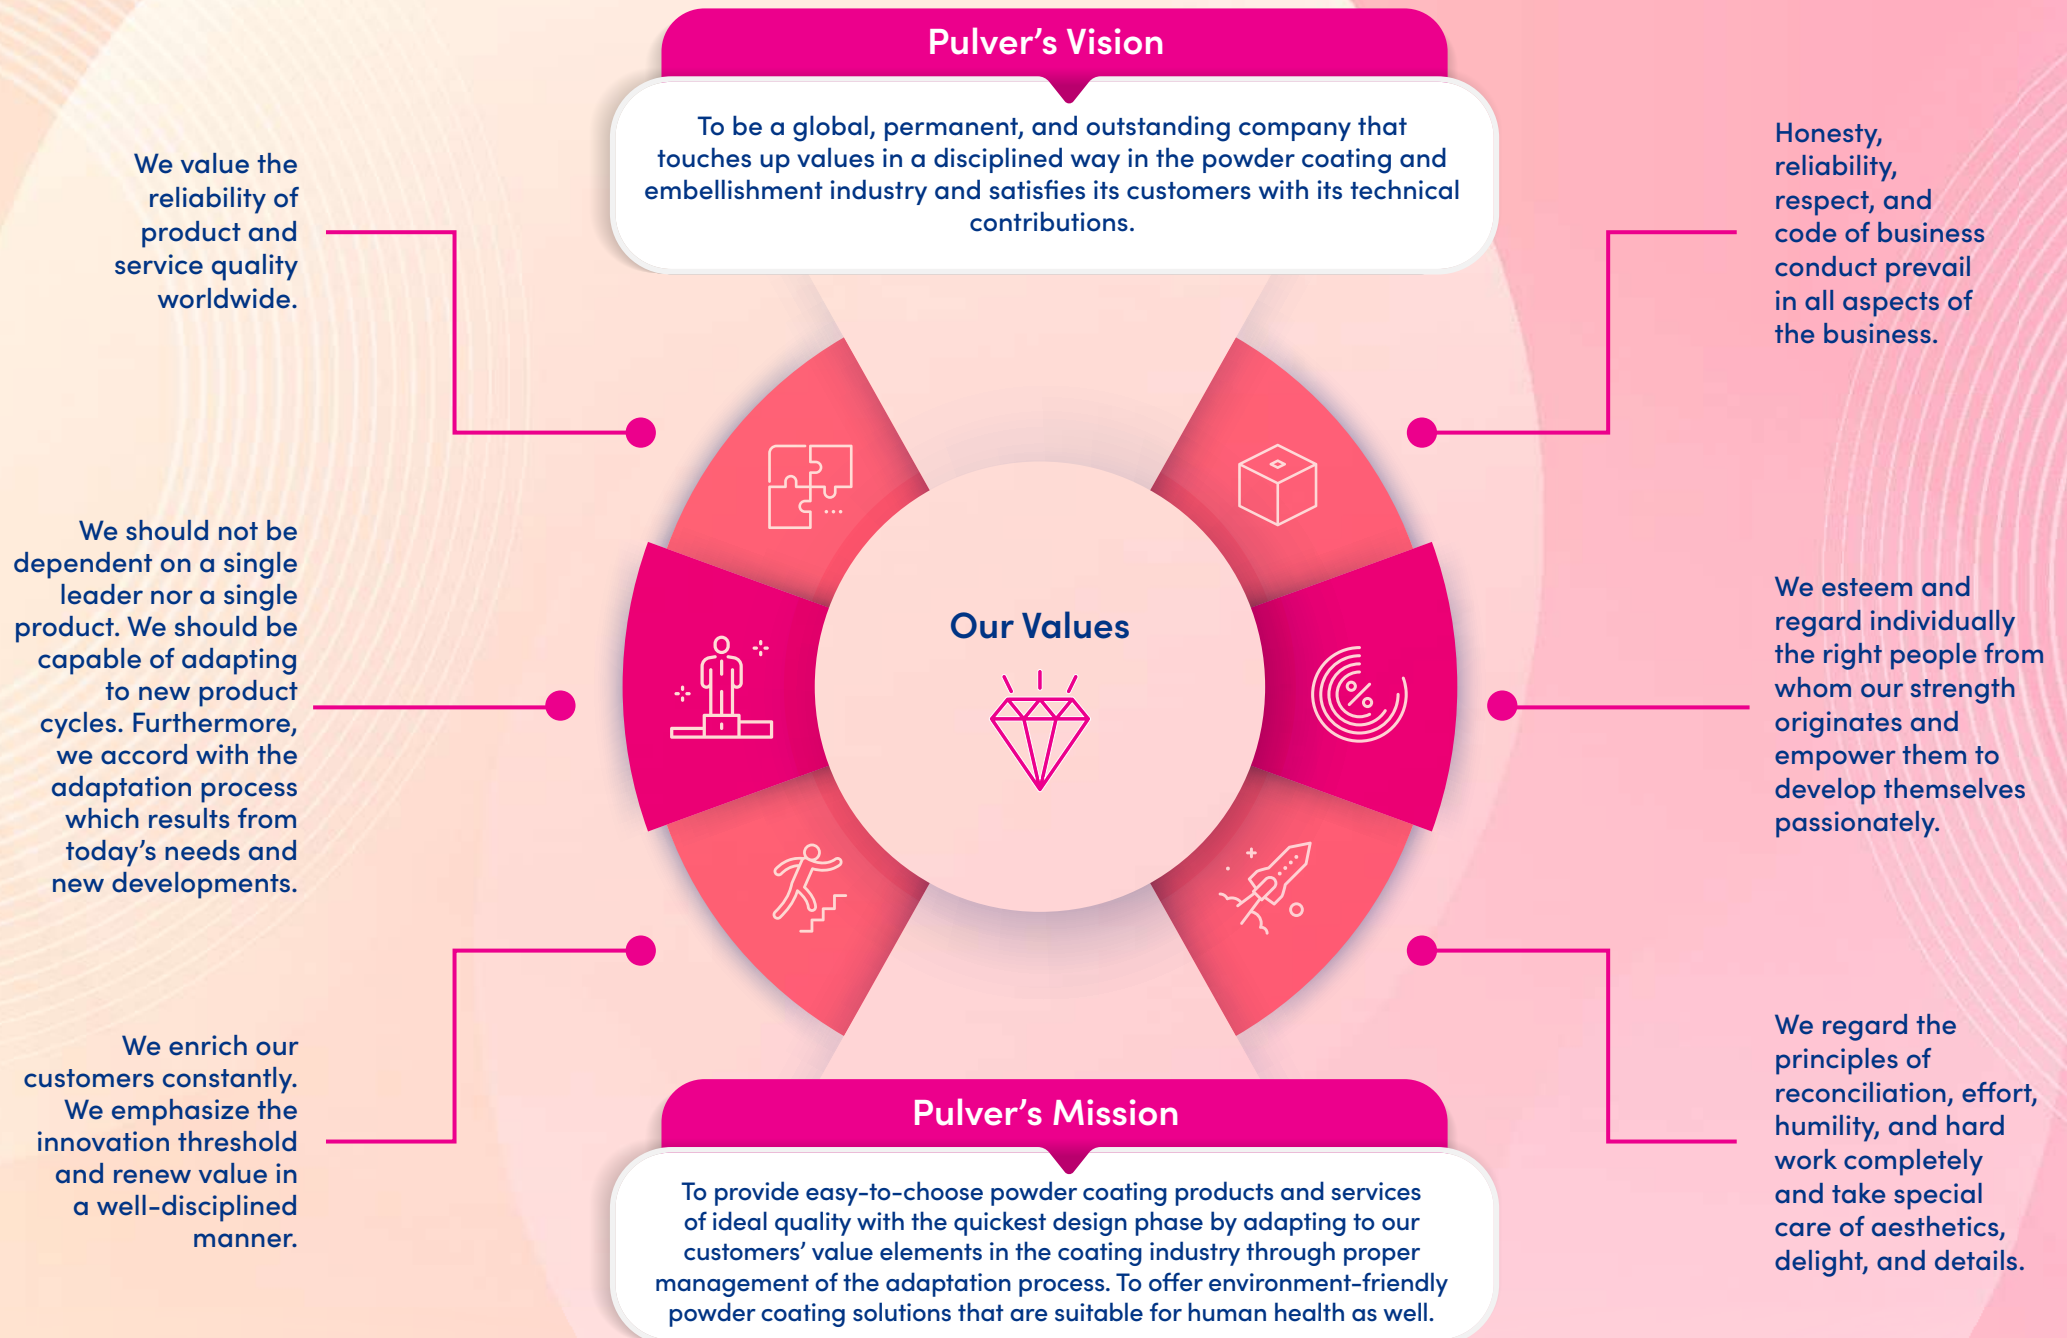 Pulver's Vision
To be a global, permanent, and outstanding company that
touches up values in a disciplined way in the powder coating and
embellishment industry and satisfies its customers with its technical
contributions.
We value the
reliability of
product and
service quality
worldwide.
We should not be
dependent on a single
leader nor a single
product. We should be
capable of adapting
to new product
cycles. Furthermore,
we accord with the
adaptation process
which results from
today's needs and
new developments.
We enrich our
customers constantly.
We emphasize the
innovation threshold
and renew value in
a well-disciplined
manner.
Our Values
Honesty,
reliability,
respect, and
code of business
conduct prevail
in all aspects of
the business.
We esteem and
regard individually
the right people from
whom our strength
originates and
empower them to
develop themselves
passionately.
We regard the
principles of
reconciliation, effort,
humility, and hard
work completely
and take special
care of aesthetics,
delight, and details.
Pulver's Mission
To provide easy-to-choose powder coating products and services
of ideal quality with the quickest design phase by adapting to our
customers' value elements in the coating industry through proper
management of the adaptation process. To offer environment-friendly
powder coating solutions that are suitable for human health as well.